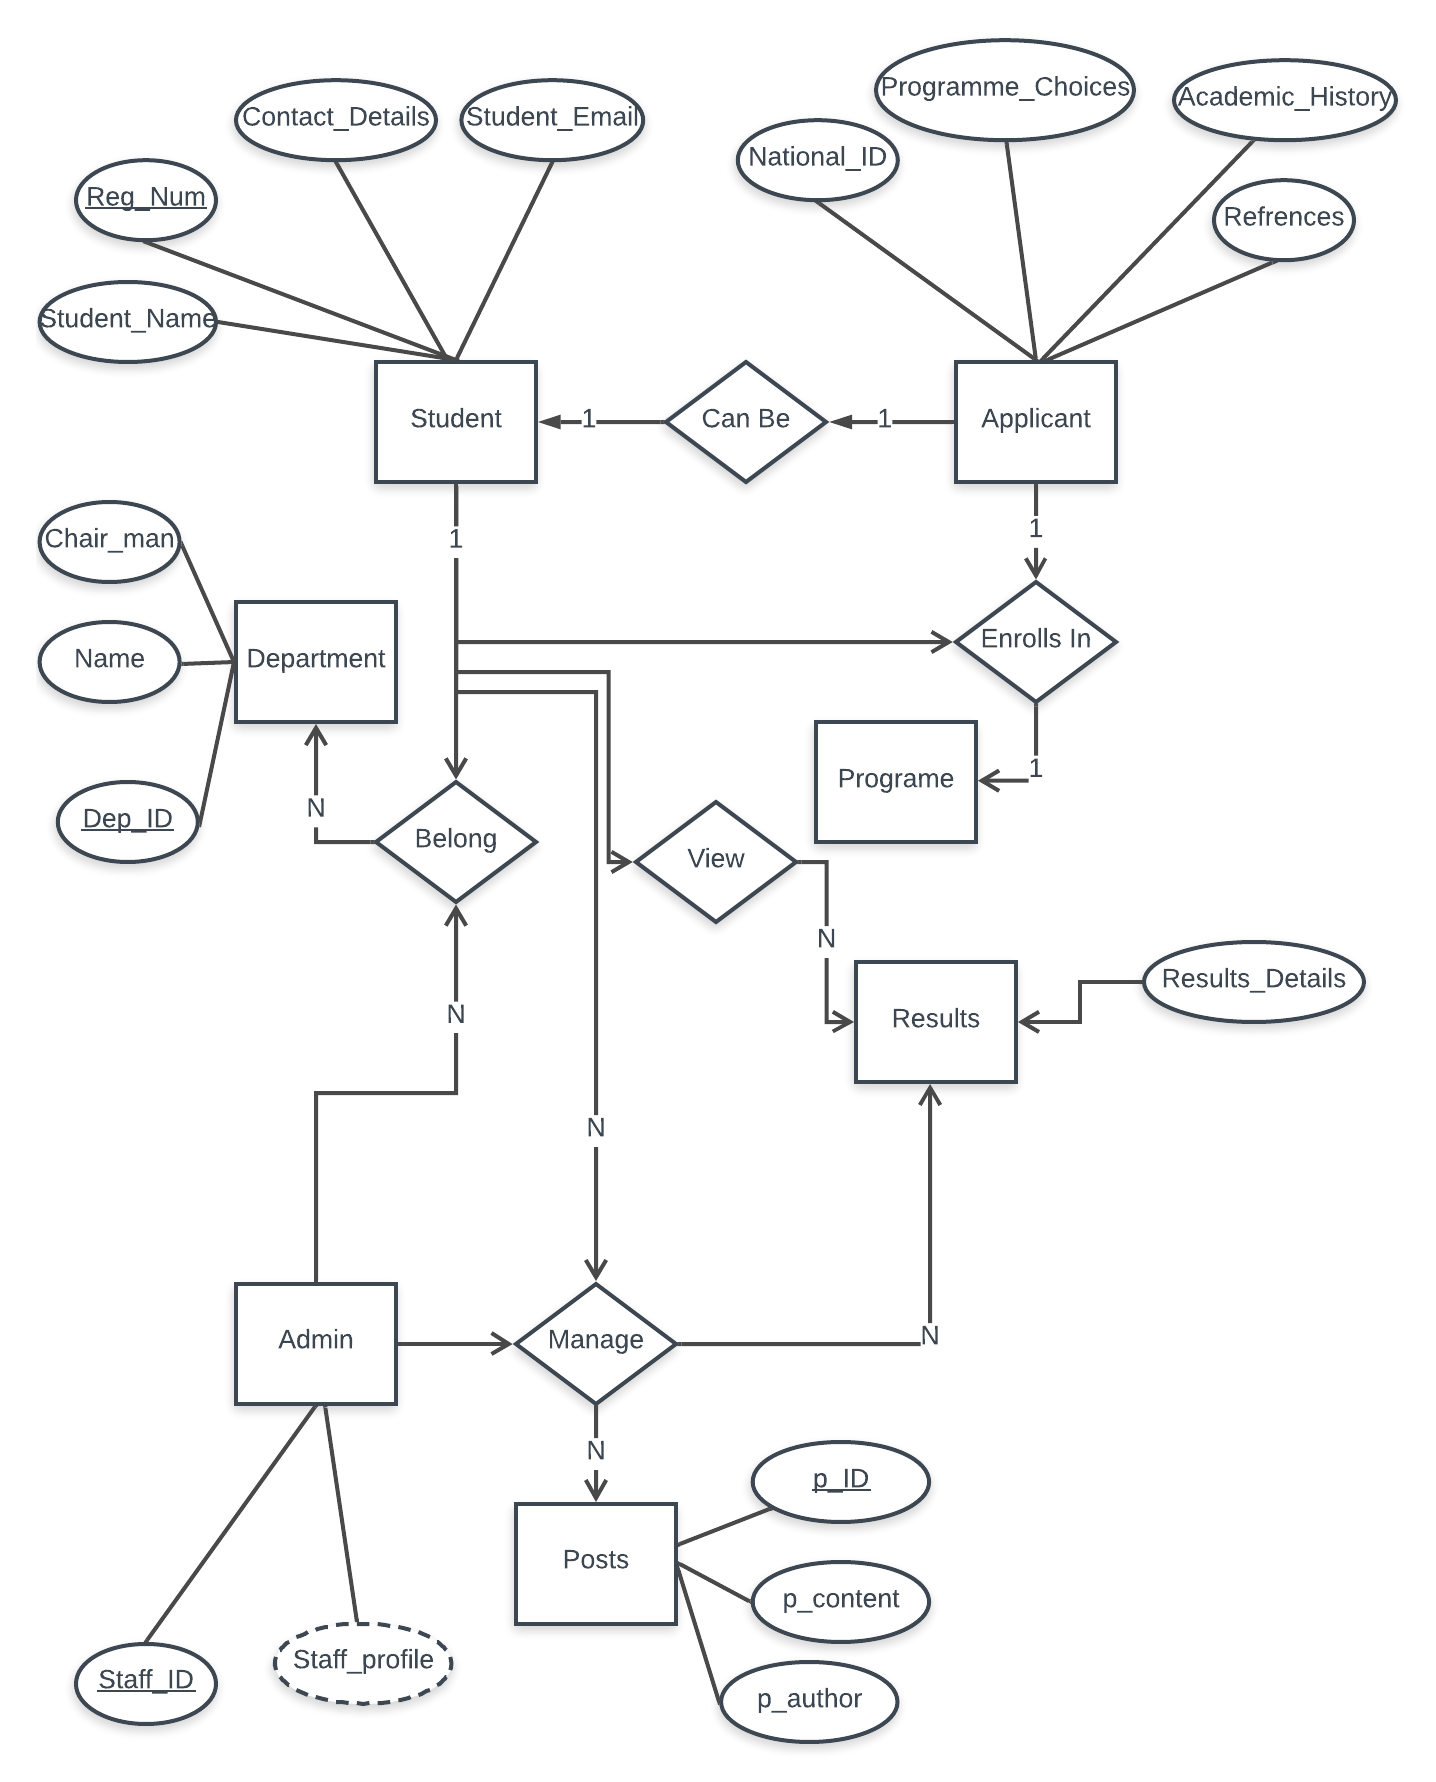 Programme_Choices
Academic_History
Contact_Details
Student_Email
National_ID
Reg_Num
Refrences
Student_Name
Student
1
Can Be
1
Applicant
1
1
Chair_man
Department
Name
Enrolls In
1
Programe
N
Dep_ID
Belong
View
N
Results_Details
N
Results
N
Admin
Manage
N
N
p_ID
Posts
p_content
Staff_ID
Staff_profile
p_author